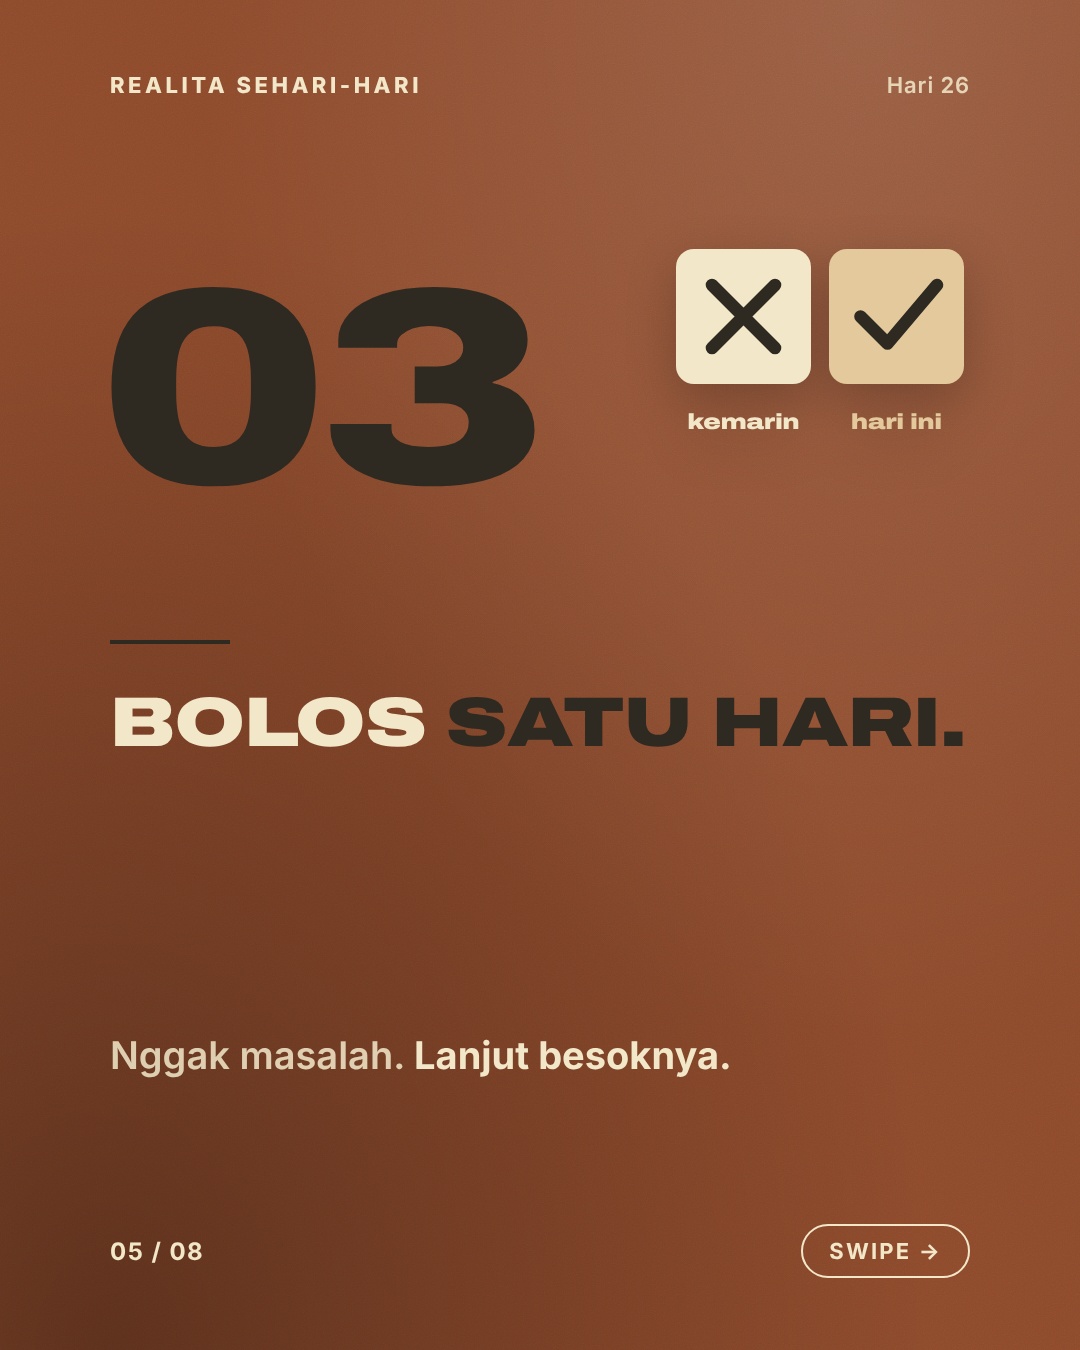 REALITA SEHARI-HARI
Hari 26
03
kemarin
hari ini
BOLOS SATU HARI.
Nggak masalah. Lanjut besoknya.
05 / 08
SWIPE →